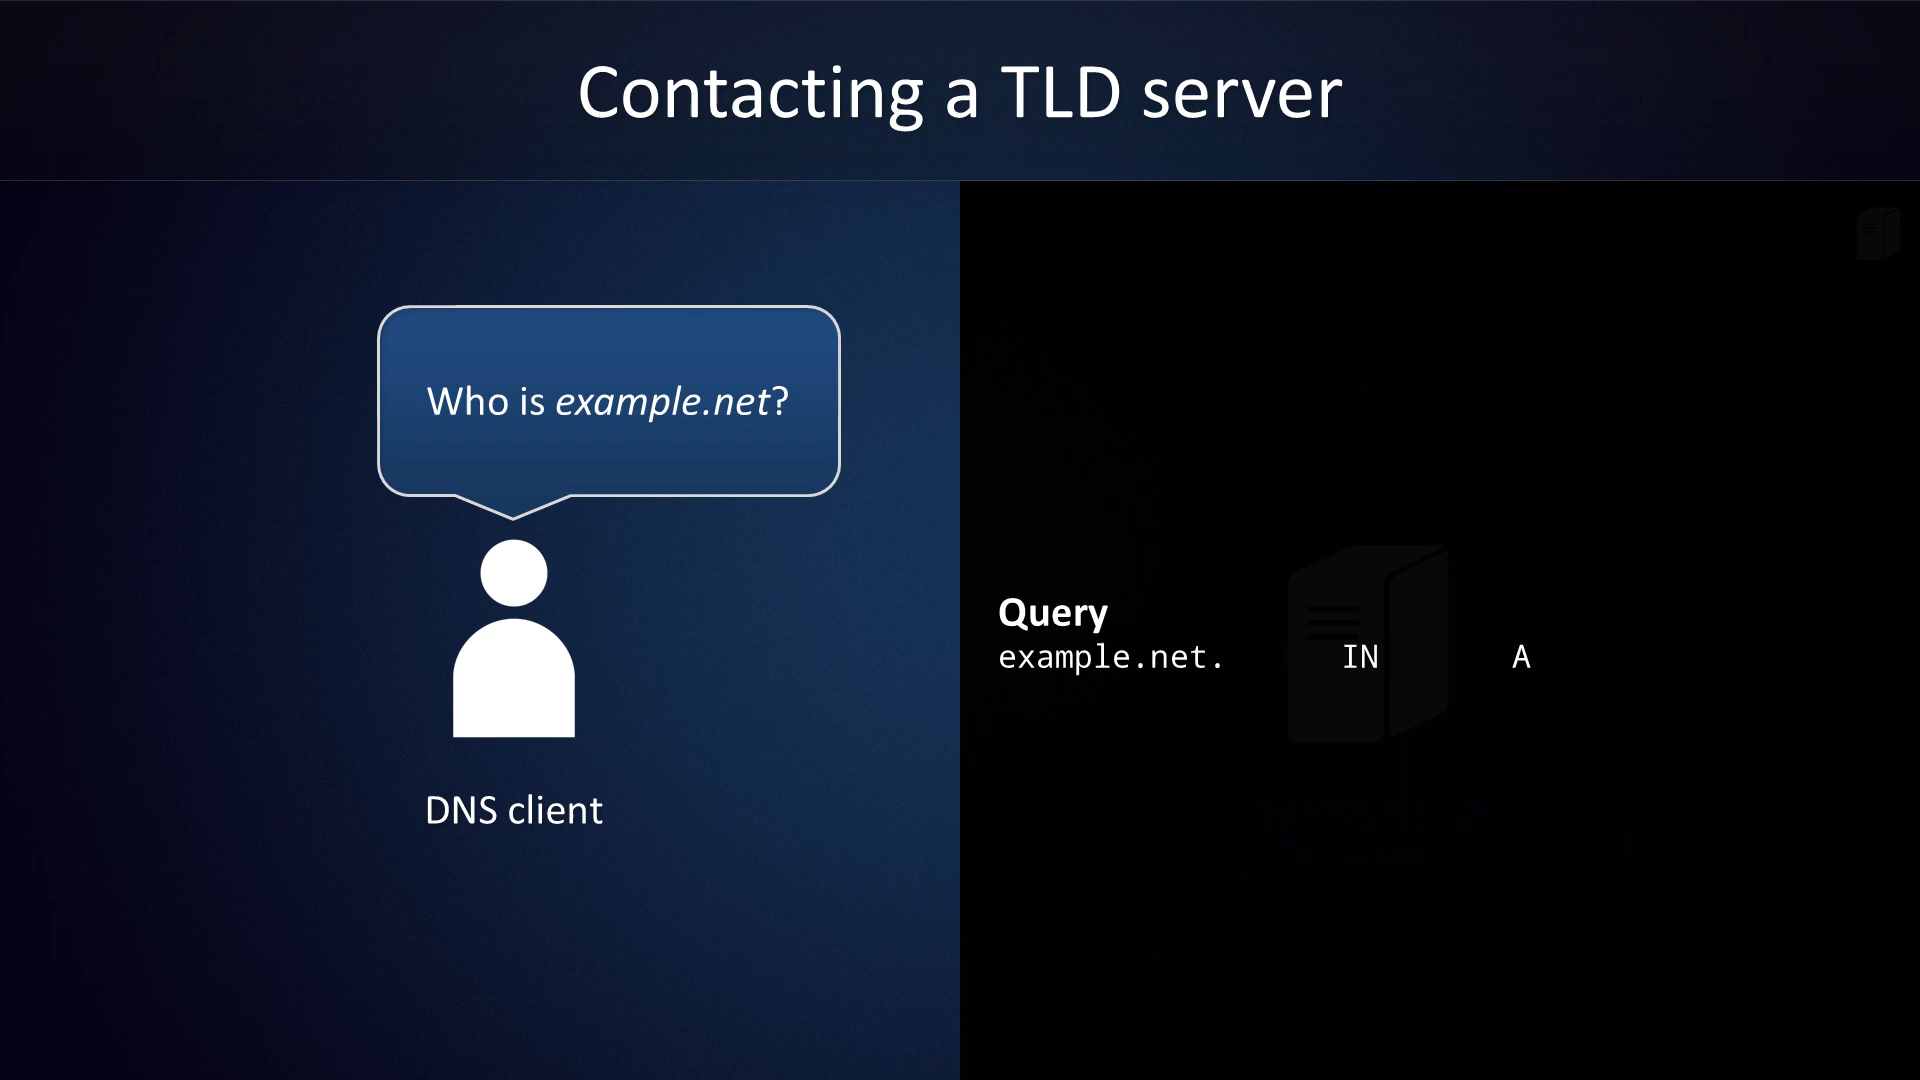 Contacting a TLD server
Who is example.net?
DNS client
Query
example.net. IN A